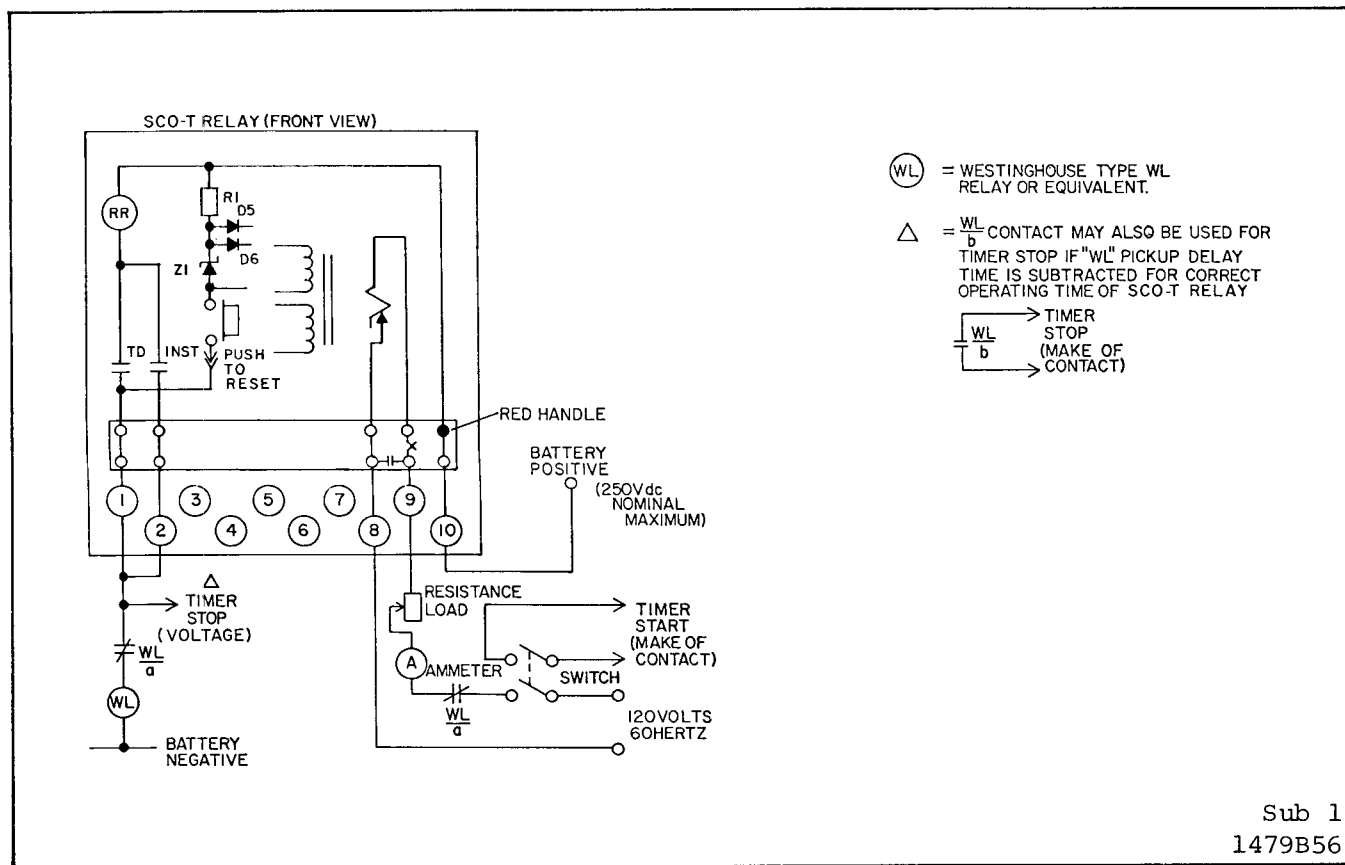 SCO-T RELAY (FRONT VIEW)
RR
R1
D5
D6
Z1
TD
INST
PUSH
TO
RESET
RED HANDLE
BATTERY
POSITIVE
(250Vdc
NOMINAL
MAXIMUM)
1
3
5
7
9
2
4
6
8
10
△
TIMER
STOP
(VOLTAGE)
WL
a
WL
BATTERY
NEGATIVE
RESISTANCE
LOAD
A
AMMETER
WL
a
TIMER
START
(MAKE OF
CONTACT)
SWITCH
120VOLTS
60HERTZ
WL
= WESTINGHOUSE TYPE WL
RELAY OR EQUIVALENT.
△ = WL/b CONTACT MAY ALSO BE USED FOR
TIMER STOP IF "WL" PICKUP DELAY
TIME IS SUBTRACTED FOR CORRECT
OPERATING TIME OF SCO-T RELAY
WL
b
TIMER
STOP
(MAKE OF
CONTACT)
Sub 1
1479B56